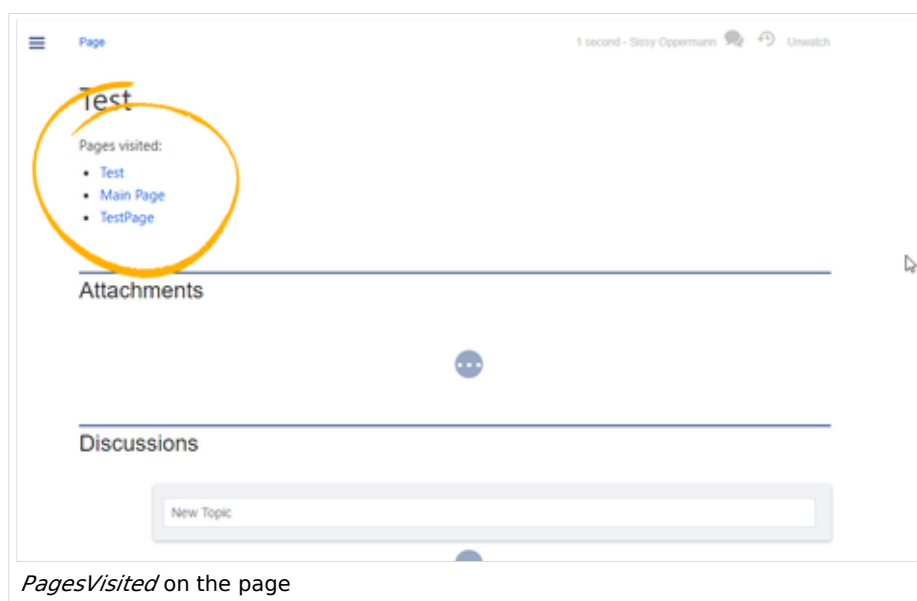 Page
1 second - Sissy Oppermann
Unwatch
Test
Pages visited:
Test
Main Page
TestPage
Attachments
Discussions
New Topic
PagesVisited on the page